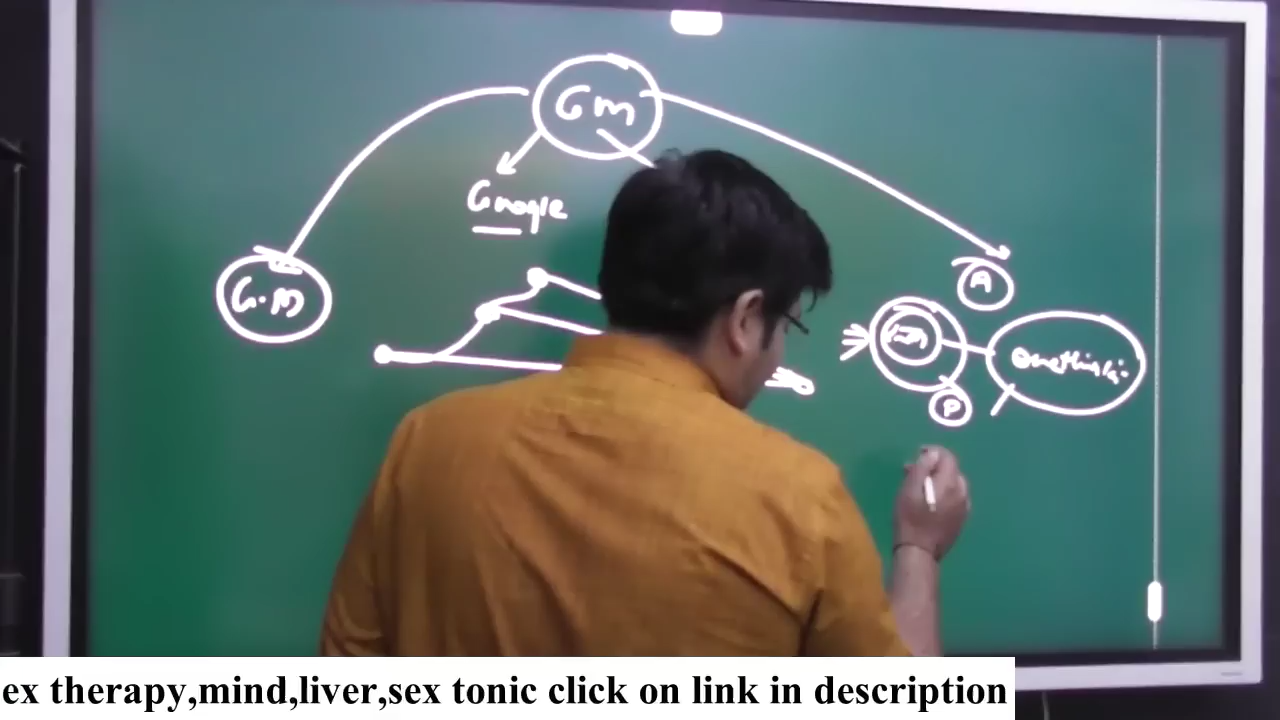 Gm
Google
G.M
A
P
ex therapy,mind,liver,sex tonic click on link in description